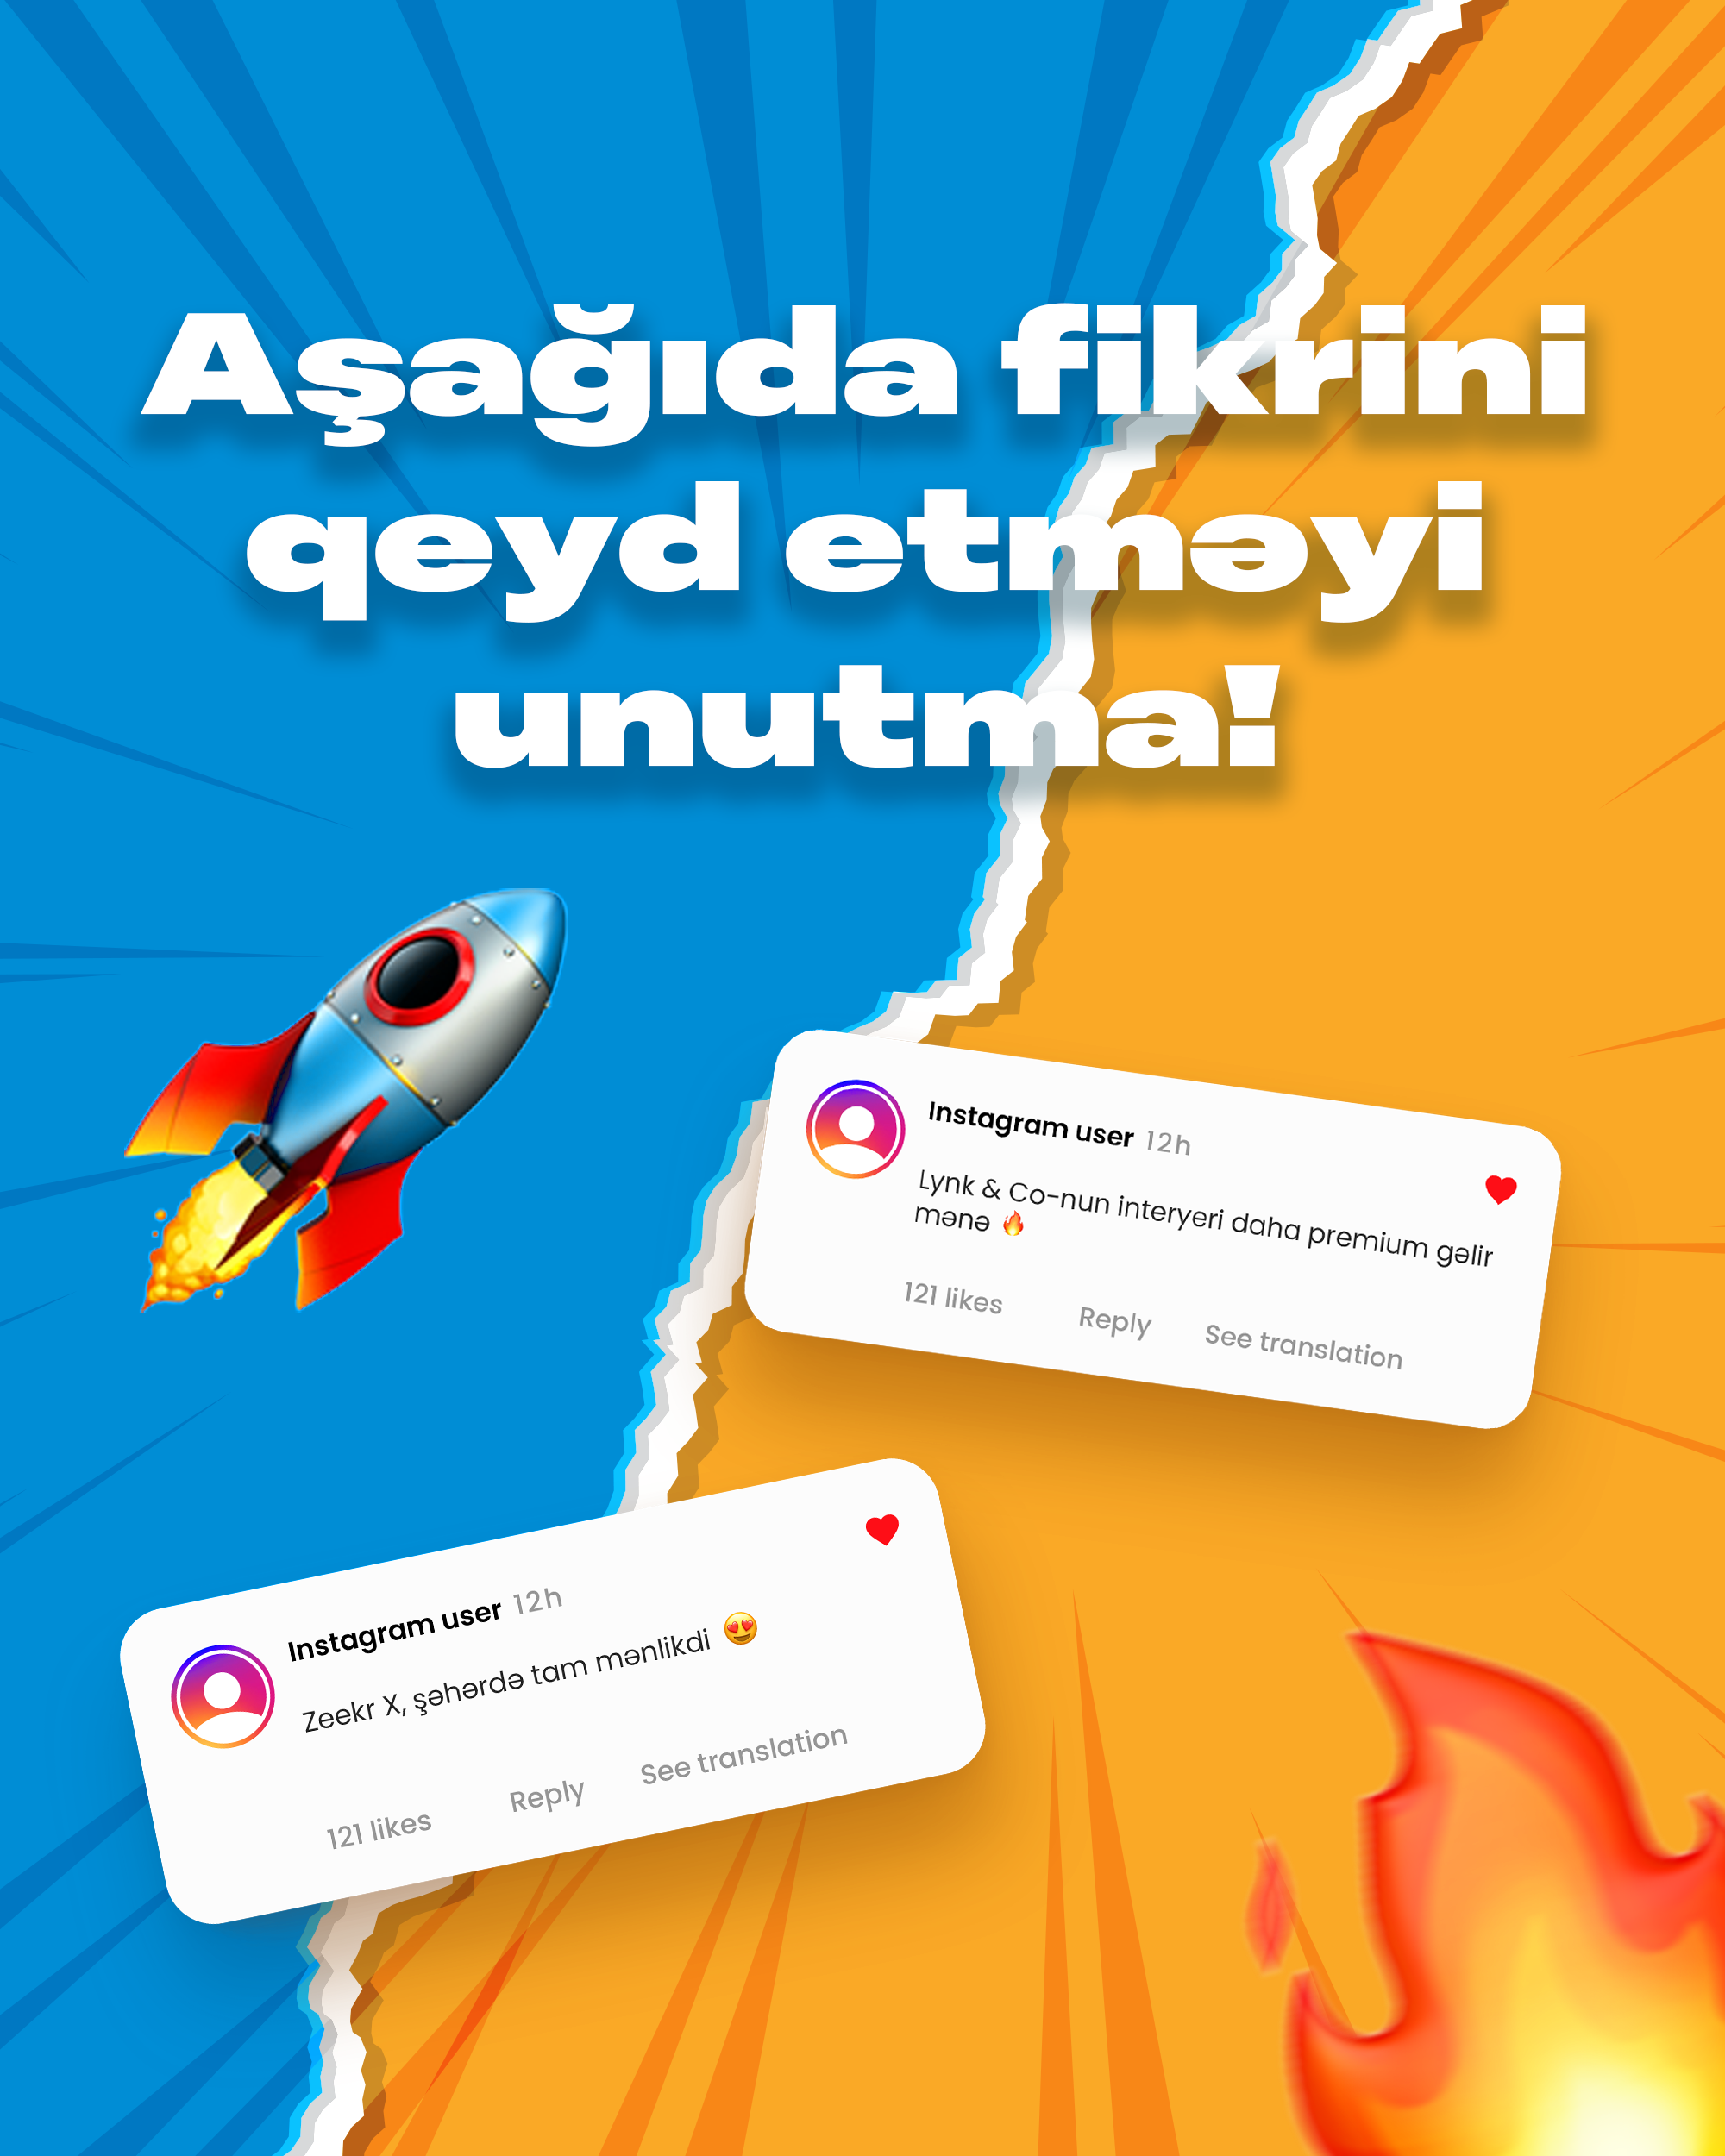 Aşağıda fikrini
qeyd etməyi
unutma!
Instagram user 12h
Lynk & Co-nun interyeri daha premium gəlir
mənə 🔥
121 likes Reply See translation
Instagram user 12h
Zeekr X, şəhərdə tam mənlikdi 😍
121 likes Reply See translation